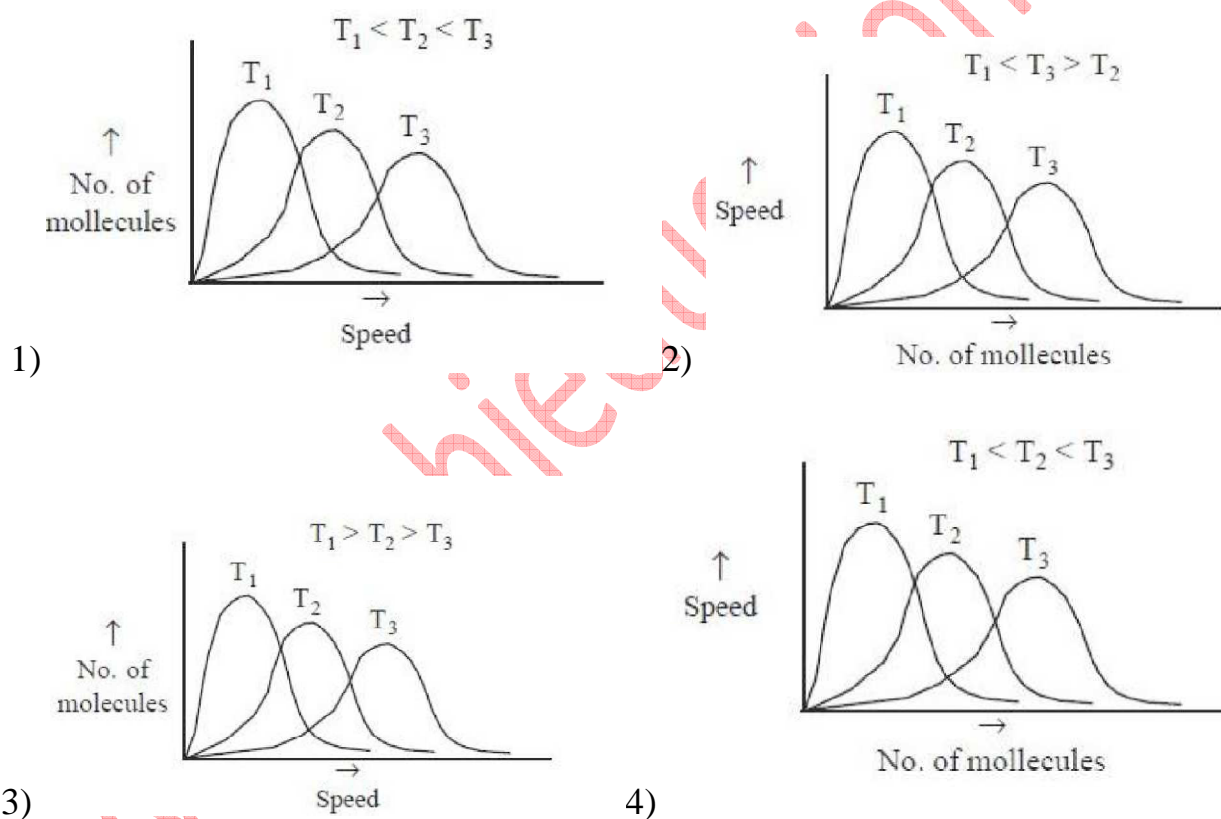 T₁ < T₂ < T₃
T₁
T₂
T₃
↑
No. of
mollecules
→
Speed
1)
T₁ < T₃ > T₂
T₁
T₂
T₃
↑
Speed
→
No. of mollecules
2)
T₁ > T₂ > T₃
T₁
T₂
T₃
↑
No. of
molecules
→
Speed
3)
T₁ < T₂ < T₃
T₁
T₂
T₃
↑
Speed
→
No. of mollecules
4)